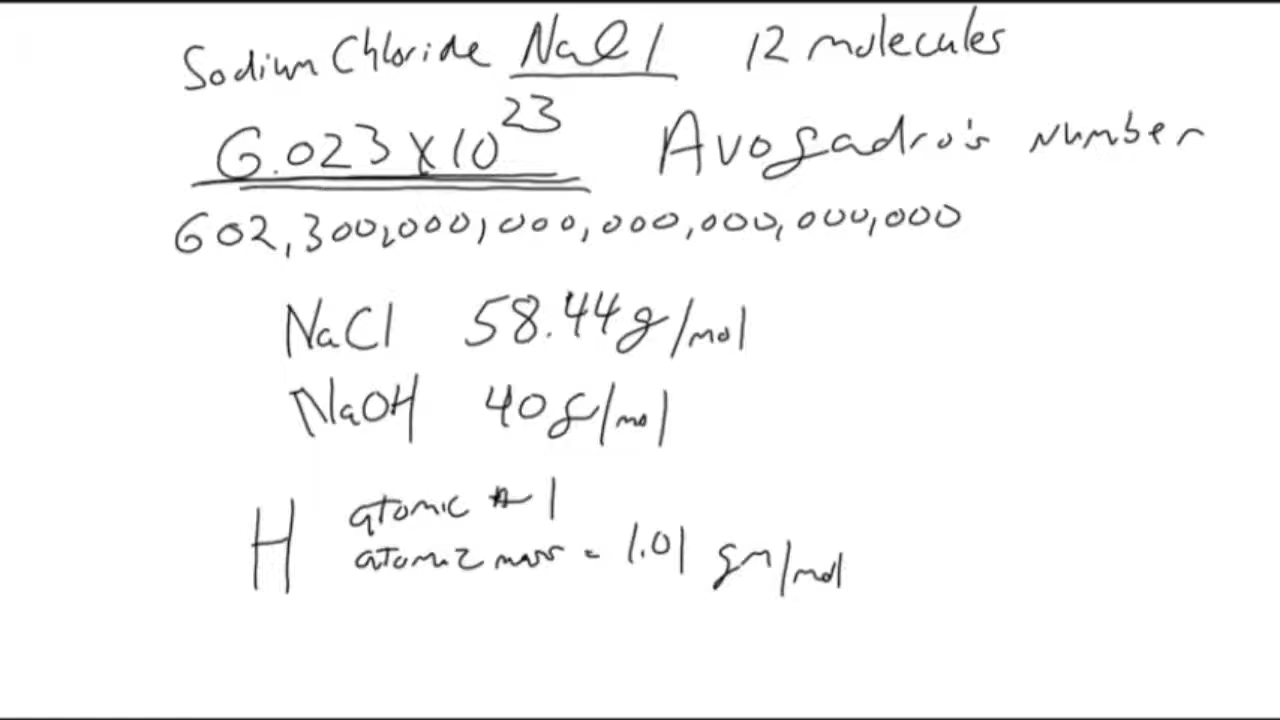 Sodium Chloride NaCl 12 molecules
6.023 x 10^23 Avogadro's number
602,300,000,000,000,000,000,000
NaCl 58.44g/mol
NaOH 40g/mol
H atomic # 1
atomic mass = 1.01 gm/mol